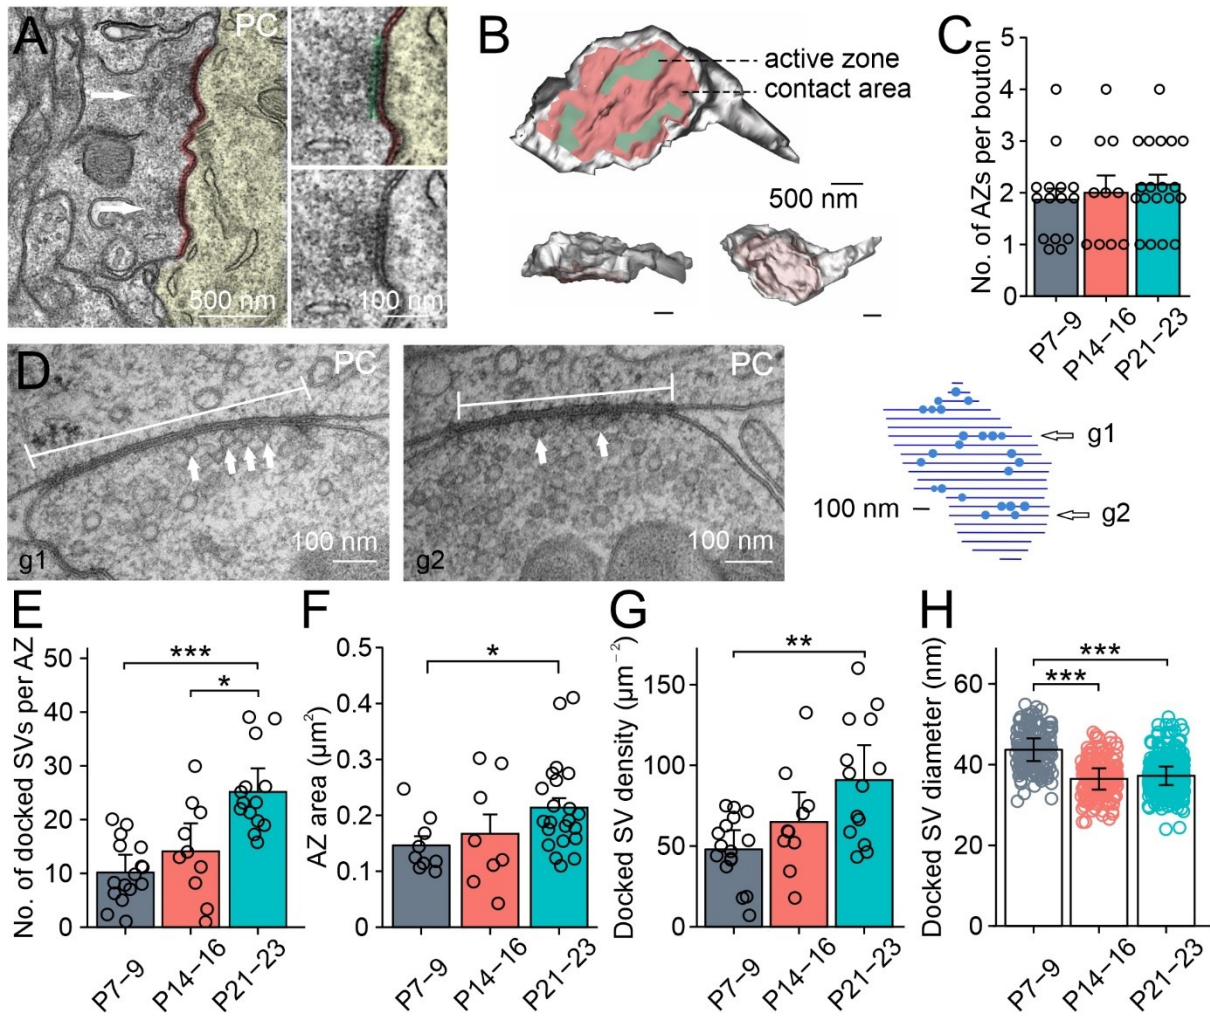 A
PC
500 nm
100 nm
B
active zone
contact area
500 nm
C
No. of AZs per bouton
5
4
3
2
1
0
P7–9
P14–16
P21–23
D
PC
g1
100 nm
PC
g2
100 nm
g1
100 nm
g2
E
No. of docked SVs per AZ
50
40
30
20
10
0
***
*
P7–9
P14–16
P21–23
F
AZ area (μm²)
0.5
0.4
0.3
0.2
0.1
0
*
P7–9
P14–16
P21–23
G
Docked SV density (μm⁻²)
150
100
50
0
**
P7–9
P14–16
P21–23
H
Docked SV diameter (nm)
60
40
20
0
***
***
P7–9
P14–16
P21–23